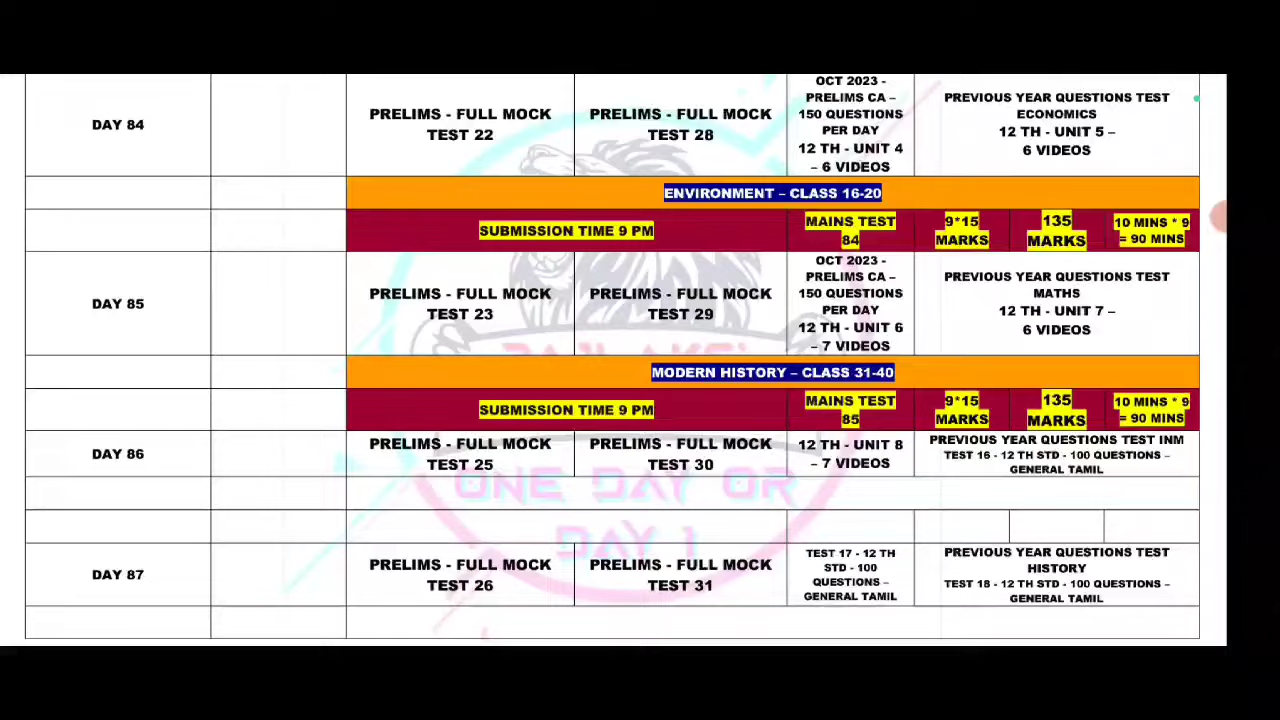 DAY 84
PRELIMS - FULL MOCK
TEST 22
PRELIMS - FULL MOCK
TEST 28
OCT 2023 -
PRELIMS CA –
150 QUESTIONS
PER DAY
12 TH - UNIT 4
– 6 VIDEOS
PREVIOUS YEAR QUESTIONS TEST
ECONOMICS
12 TH - UNIT 5 –
6 VIDEOS
ENVIRONMENT – CLASS 16-20
SUBMISSION TIME 9 PM
MAINS TEST
84
9*15
MARKS
135
MARKS
10 MINS * 9
= 90 MINS
DAY 85
PRELIMS - FULL MOCK
TEST 23
PRELIMS - FULL MOCK
TEST 29
OCT 2023 -
PRELIMS CA –
150 QUESTIONS
PER DAY
12 TH - UNIT 6
– 7 VIDEOS
PREVIOUS YEAR QUESTIONS TEST
MATHS
12 TH - UNIT 7 –
6 VIDEOS
MODERN HISTORY – CLASS 31-40
SUBMISSION TIME 9 PM
MAINS TEST
85
9*15
MARKS
135
MARKS
10 MINS * 9
= 90 MINS
DAY 86
PRELIMS - FULL MOCK
TEST 25
PRELIMS - FULL MOCK
TEST 30
12 TH - UNIT 8
– 7 VIDEOS
PREVIOUS YEAR QUESTIONS TEST INM
TEST 16 - 12 TH STD - 100 QUESTIONS –
GENERAL TAMIL
ONE DAY OR
DAY 1
DAY 87
PRELIMS - FULL MOCK
TEST 26
PRELIMS - FULL MOCK
TEST 31
TEST 17 - 12 TH
STD - 100
QUESTIONS –
GENERAL TAMIL
PREVIOUS YEAR QUESTIONS TEST
HISTORY
TEST 18 - 12 TH STD - 100 QUESTIONS –
GENERAL TAMIL